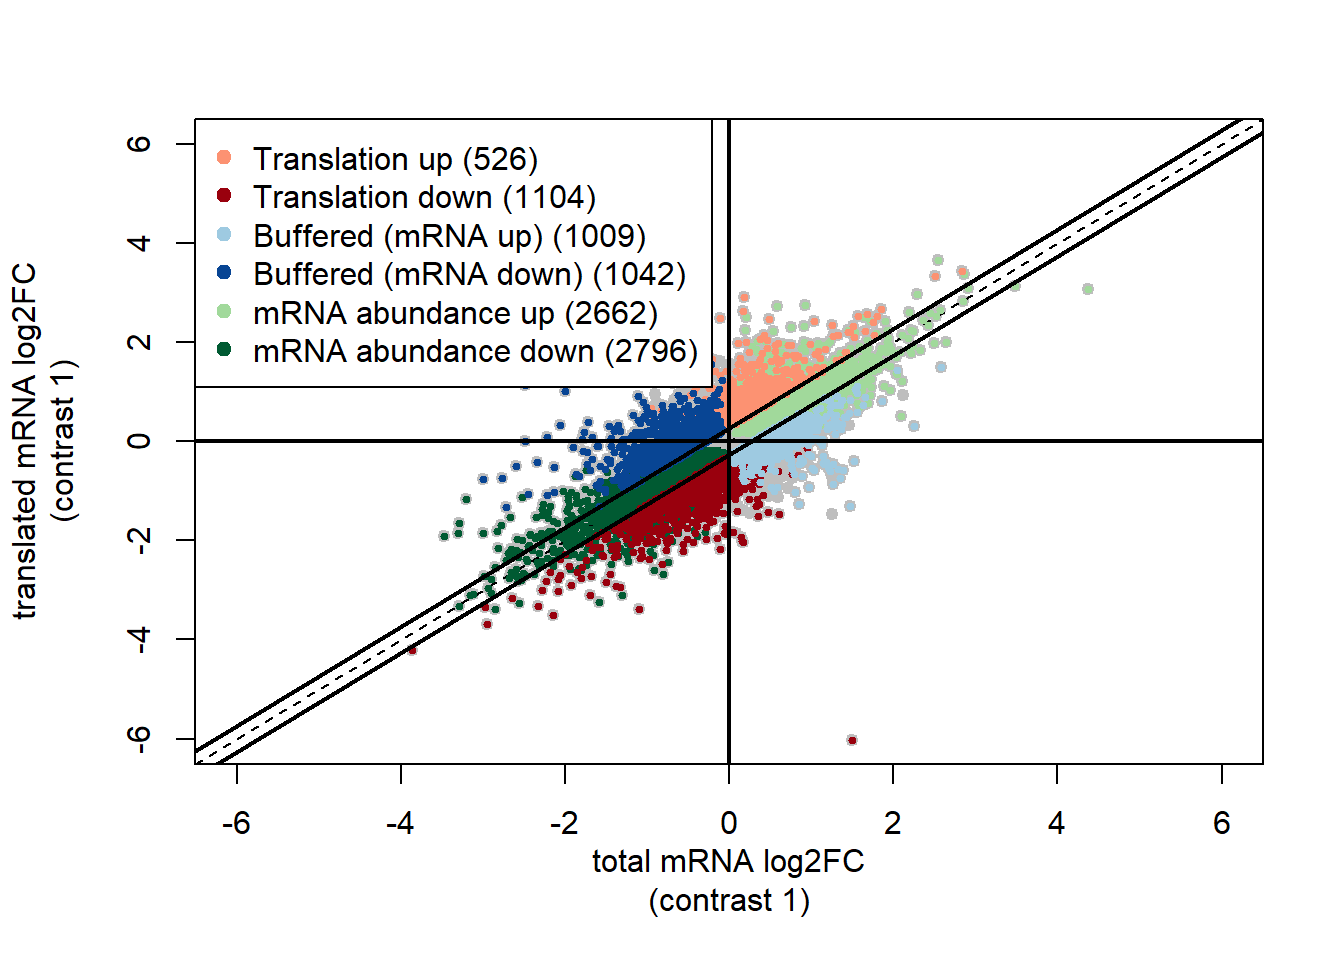 Translation up (526)
Translation down (1104)
Buffered (mRNA up) (1009)
Buffered (mRNA down) (1042)
mRNA abundance up (2662)
mRNA abundance down (2796)
translated mRNA log2FC
(contrast 1)
6
4
2
0
-2
-4
-6
-6 -4 -2 0 2 4 6
total mRNA log2FC
(contrast 1)